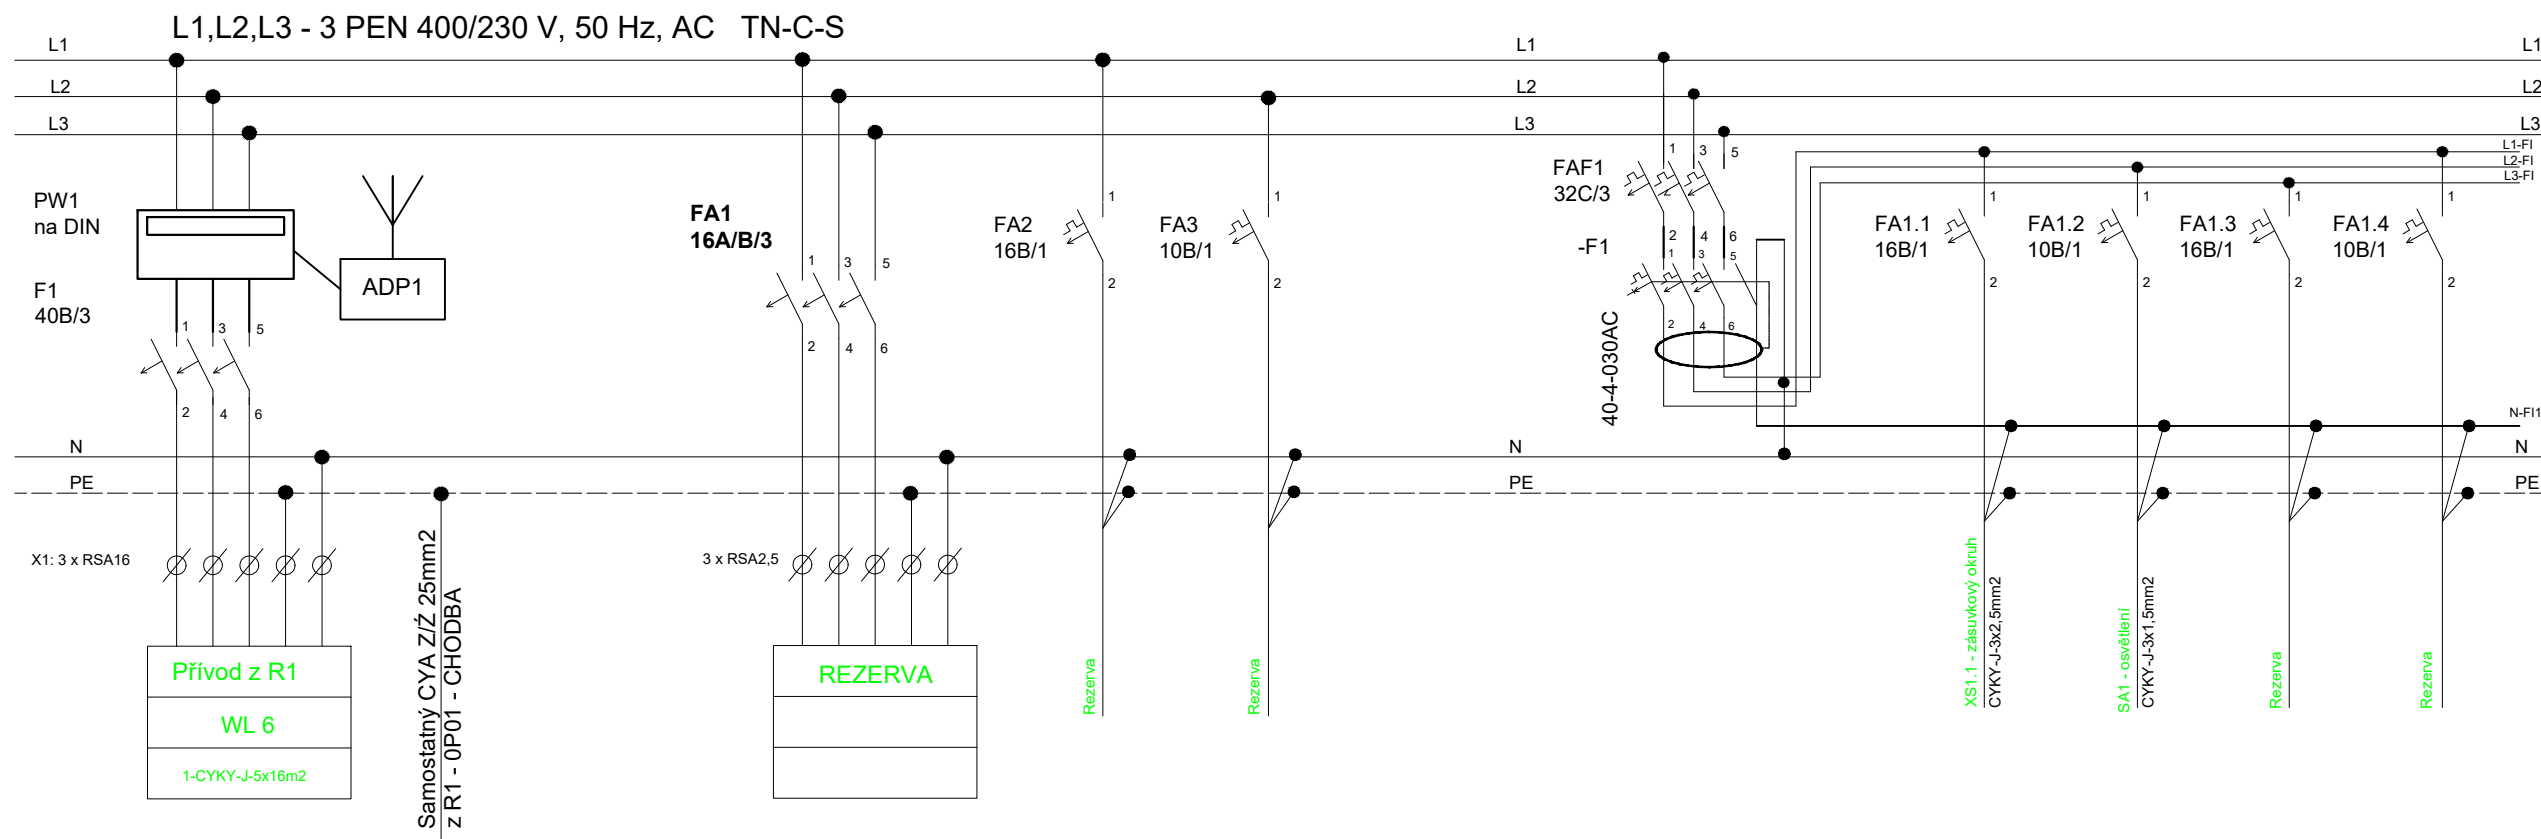 L1,L2,L3 - 3 PEN 400/230 V, 50 Hz, AC TN-C-S
L1
L1
L1
L2
L2
L2
L3
L3
L3
L1-FI
L2-FI
L3-FI
PW1
na DIN
ADP1
F1
40B/3
1
3
5
2
4
6
FA1
16A/B/3
1
3
5
2
4
6
FA2
16B/1
1
2
FA3
10B/1
1
2
FAF1
32C/3
1
3
5
2
4
6
-F1
1
3
5
2
4
6
40-4-030AC
FA1.1
16B/1
1
2
FA1.2
10B/1
1
2
FA1.3
16B/1
1
2
FA1.4
10B/1
1
2
N-FI1
N
N
N
PE
PE
PE
X1: 3 x RSA16
Přívod z R1
WL 6
1-CYKY-J-5x16m2
Samostatný CYA Z/Ž 25mm2
z R1 - 0P01 - CHODBA
3 x RSA2,5
REZERVA
Rezerva
Rezerva
XS1.1 - zásuvkový okruh
CYKY-J-3x2,5mm2
SA1 - osvětlení
CYKY-J-3x1,5mm2
Rezerva
Rezerva